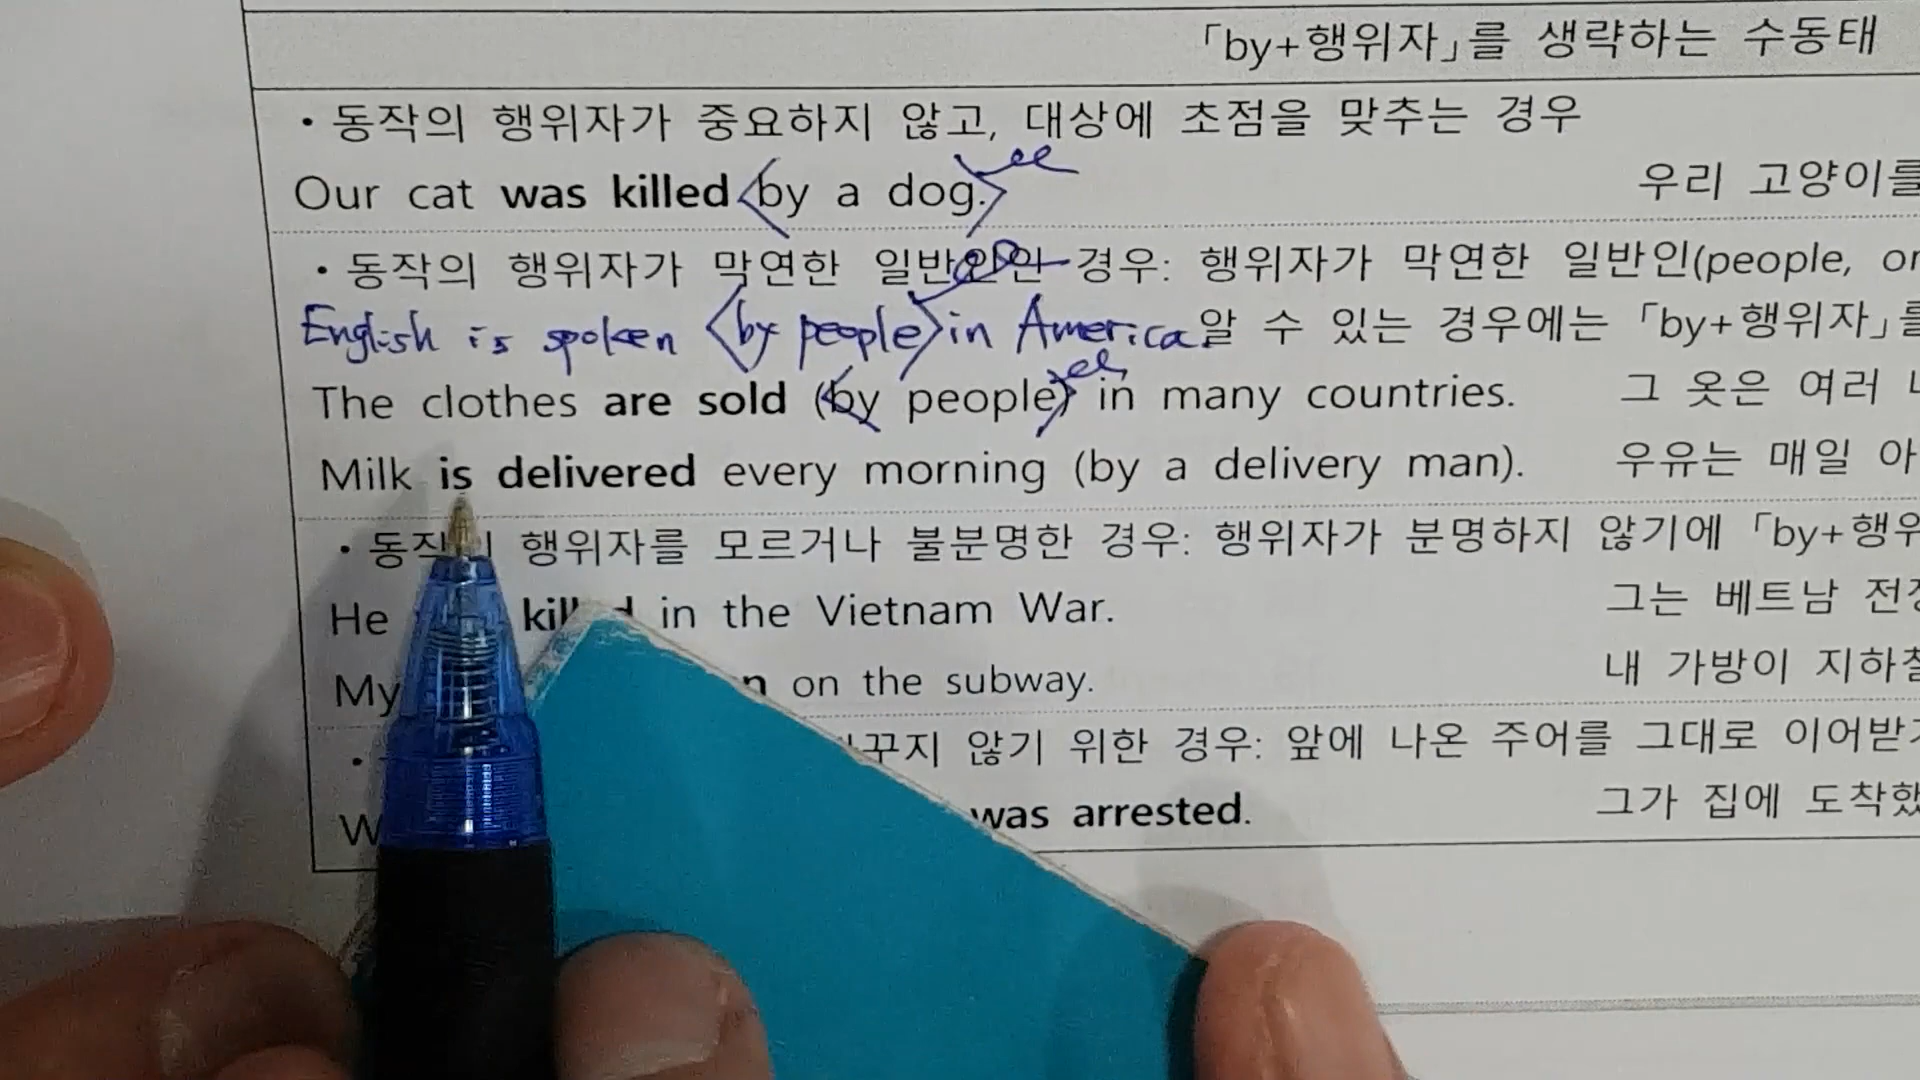 「by+행위자」를 생략하는 수동태
• 동작의 행위자가 중요하지 않고, 대상에 초점을 맞추는 경우
Our cat was killed by a dog. 우리 고양이를
• 동작의 행위자가 막연한 일반인인 경우: 행위자가 막연한 일반인(people,
English is spoken <by people> in America. 알 수 있는 경우에는 「by+행위자」를
The clothes are sold (by people) in many countries. 그 옷은 여러
Milk is delivered every morning (by a delivery man). 우유는 매일 아
행위자를 모르거나 불분명한 경우: 행위자가 분명하지 않기에 「by+행위
He killed in the Vietnam War. 그는 베트남 전쟁
My on the subway. 내 가방이 지하철
• 꾸지 않기 위한 경우: 앞에 나온 주어를 그대로 이어받기
W was arrested. 그가 집에 도착했